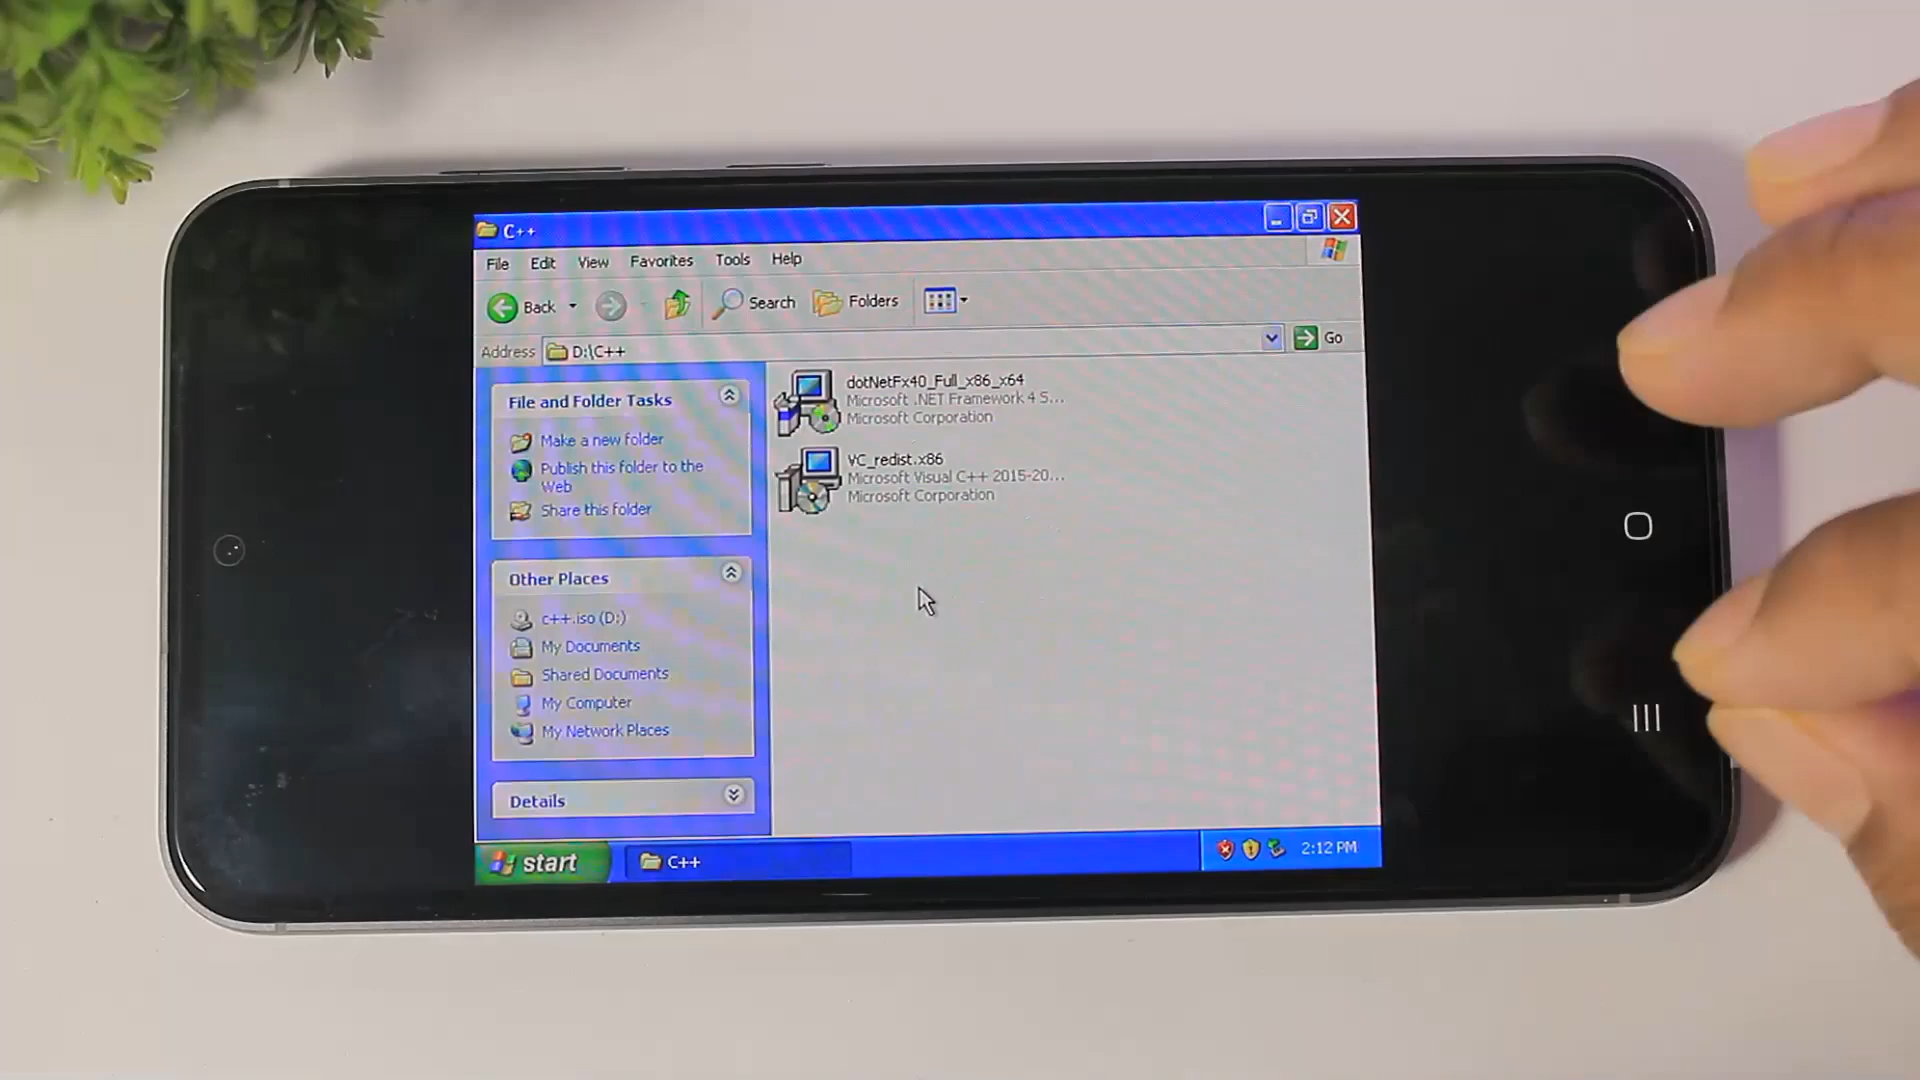 C++
File Edit View Favorites Tools Help
Back Search Folders
Address D:\C++ Go
File and Folder Tasks
Make a new folder
Publish this folder to the
Web
Share this folder
Other Places
c++.iso (D:)
My Documents
Shared Documents
My Computer
My Network Places
Details
dotNetFx40_Full_x86_x64
Microsoft .NET Framework 4 S...
Microsoft Corporation
VC_redist.x86
Microsoft Visual C++ 2015-20...
Microsoft Corporation
start C++ 2:12 PM